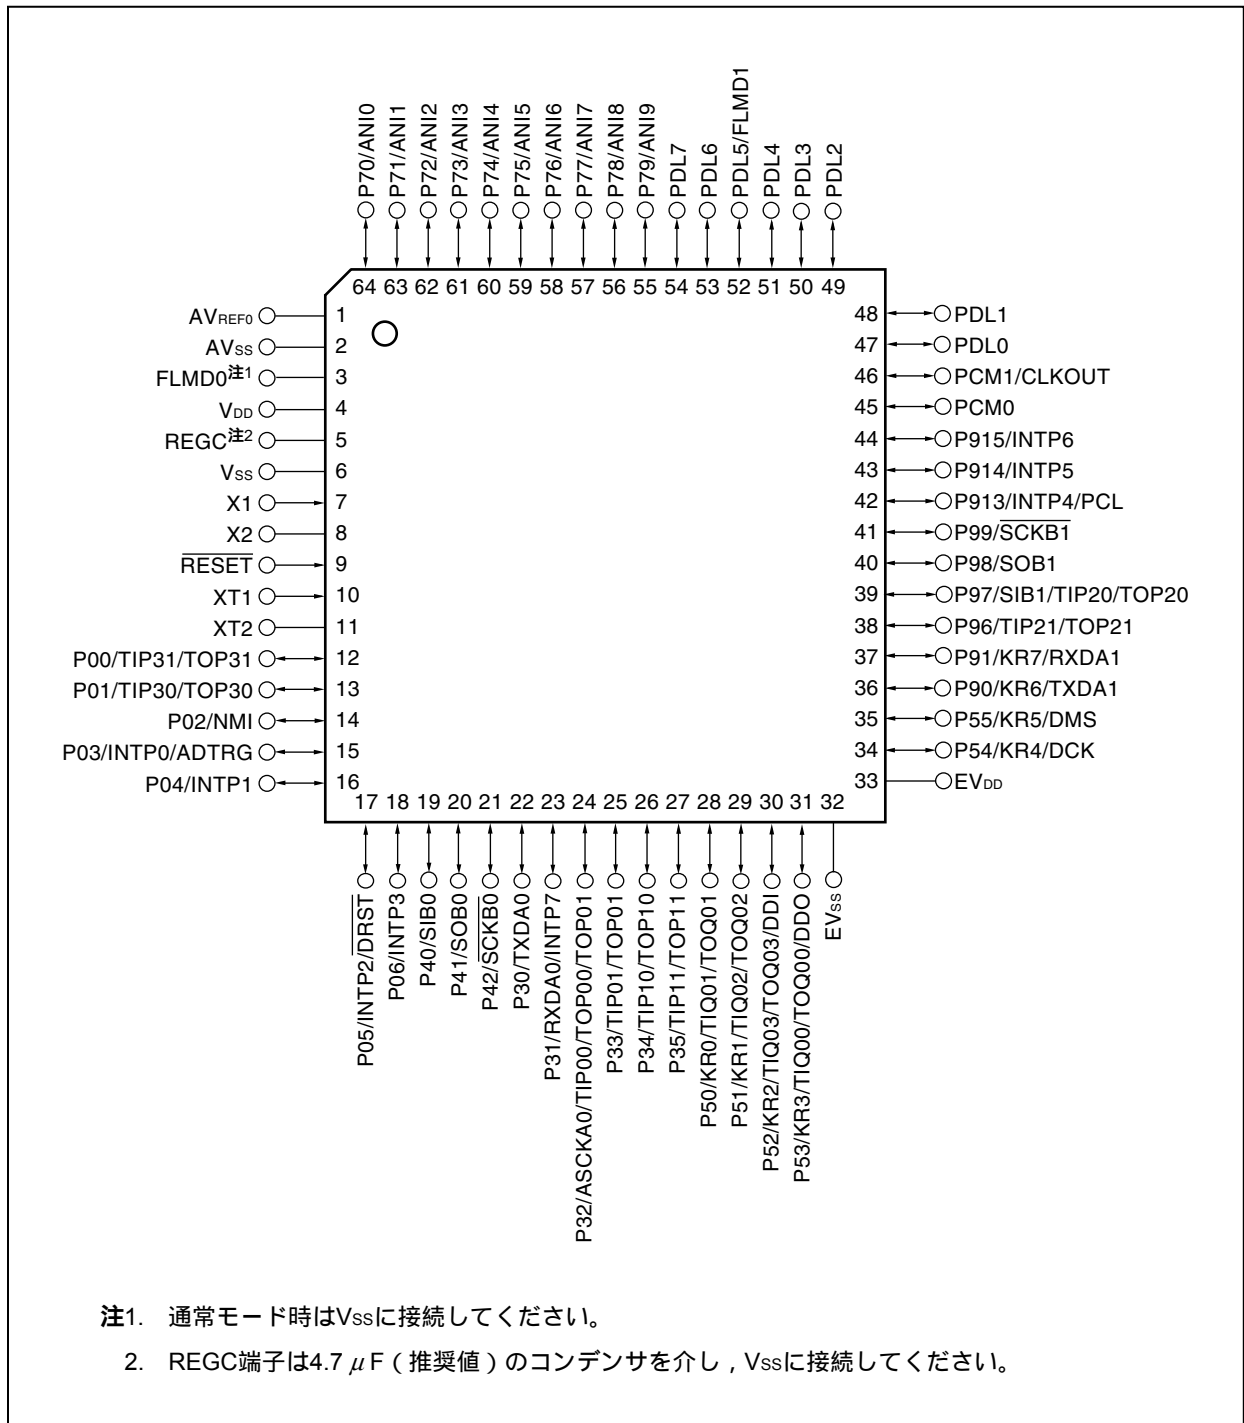 P70/ANI0
P71/ANI1
P72/ANI2
P73/ANI3
P74/ANI4
P75/ANI5
P76/ANI6
P77/ANI7
P78/ANI8
P79/ANI9
PDL7
PDL6
PDL5/FLMD1
PDL4
PDL3
PDL2
64 63 62 61 60 59 58 57 56 55 54 53 52 51 50 49
AVREF0 1
AVSS 2
FLMD0注1 3
VDD 4
REGC注2 5
VSS 6
X1 7
X2 8
RESET 9
XT1 10
XT2 11
P00/TIP31/TOP31 12
P01/TIP30/TOP30 13
P02/NMI 14
P03/INTP0/ADTRG 15
P04/INTP1 16
48 PDL1
47 PDL0
46 PCM1/CLKOUT
45 PCM0
44 P915/INTP6
43 P914/INTP5
42 P913/INTP4/PCL
41 P99/SCKB1
40 P98/SOB1
39 P97/SIB1/TIP20/TOP20
38 P96/TIP21/TOP21
37 P91/KR7/RXDA1
36 P90/KR6/TXDA1
35 P55/KR5/DMS
34 P54/KR4/DCK
33 EVDD
17 18 19 20 21 22 23 24 25 26 27 28 29 30 31 32
P05/INTP2/DRST
P06/INTP3
P40/SIB0
P41/SOB0
P42/SCKB0
P30/TXDA0
P31/RXDA0/INTP7
P32/ASCKA0/TIP00/TOP00/TOP01
P33/TIP01/TOP01
P34/TIP10/TOP10
P35/TIP11/TOP11
P50/KR0/TIQ01/TOQ01
P51/KR1/TIQ02/TOQ02
P52/KR2/TIQ03/TOQ03/DDI
P53/KR3/TIQ00/TOQ00/DDO
EVSS
注1. 通常モード時はVSSに接続してください。
2. REGC端子は4.7 μF（推奨値）のコンデンサを介し，VSSに接続してください。